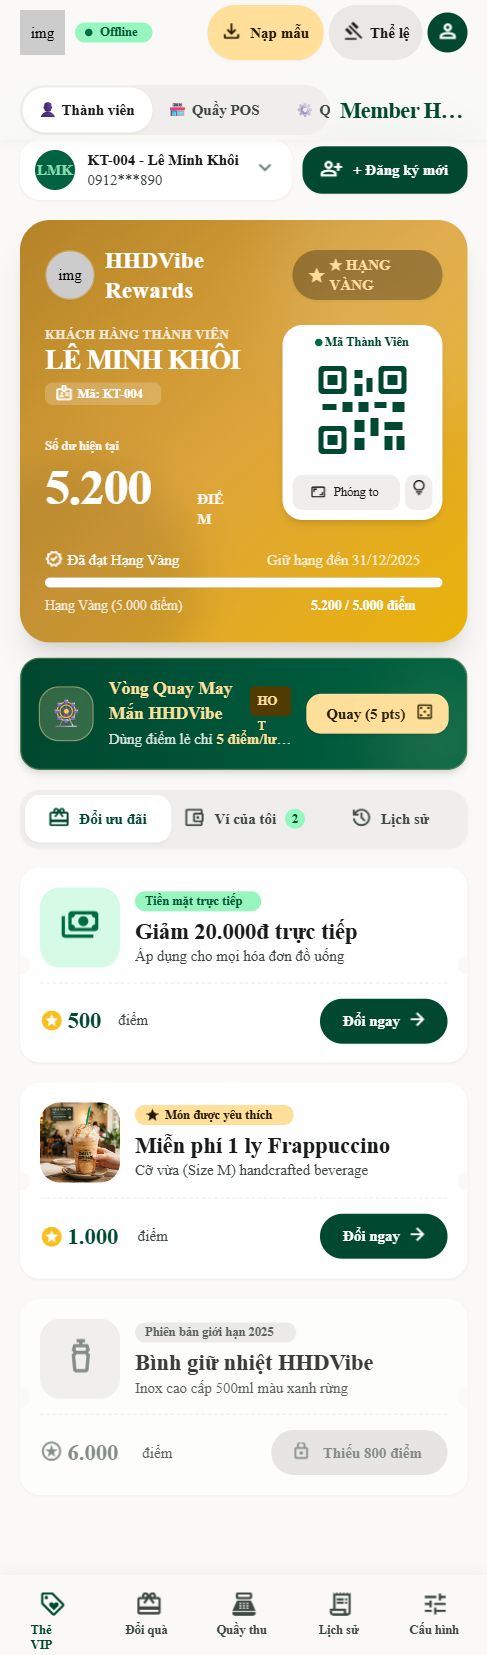 img
Offline
Nạp mẫu
Thể lệ
Thành viên
Quầy POS
Q
Member H…
LMK
KT-004 - Lê Minh Khôi
0912***890
+ Đăng ký mới
img
HHDVibe
Rewards
★ HẠNG
VÀNG
KHÁCH HÀNG THÀNH VIÊN
LÊ MINH KHÔI
Mã: KT-004
Mã Thành Viên
Phóng to
Số dư hiện tại
5.200
ĐIỂ
M
Đã đạt Hạng Vàng
Giữ hạng đến 31/12/2025
Hạng Vàng (5.000 điểm)
5.200 / 5.000 điểm
Vòng Quay May
Mắn HHDVibe
HO
T
Dùng điểm lẻ chỉ 5 điểm/lư…
Quay (5 pts)
Đổi ưu đãi
Ví của tôi
2
Lịch sử
Tiền mặt trực tiếp
Giảm 20.000đ trực tiếp
Áp dụng cho mọi hóa đơn đồ uống
500 điểm
Đổi ngay
Món được yêu thích
Miễn phí 1 ly Frappuccino
Cỡ vừa (Size M) handcrafted beverage
1.000 điểm
Đổi ngay
Phiên bản giới hạn 2025
Bình giữ nhiệt HHDVibe
Inox cao cấp 500ml màu xanh rừng
6.000 điểm
Thiếu 800 điểm
Thẻ
VIP
Đổi quà
Quầy thu
Lịch sử
Cấu hình